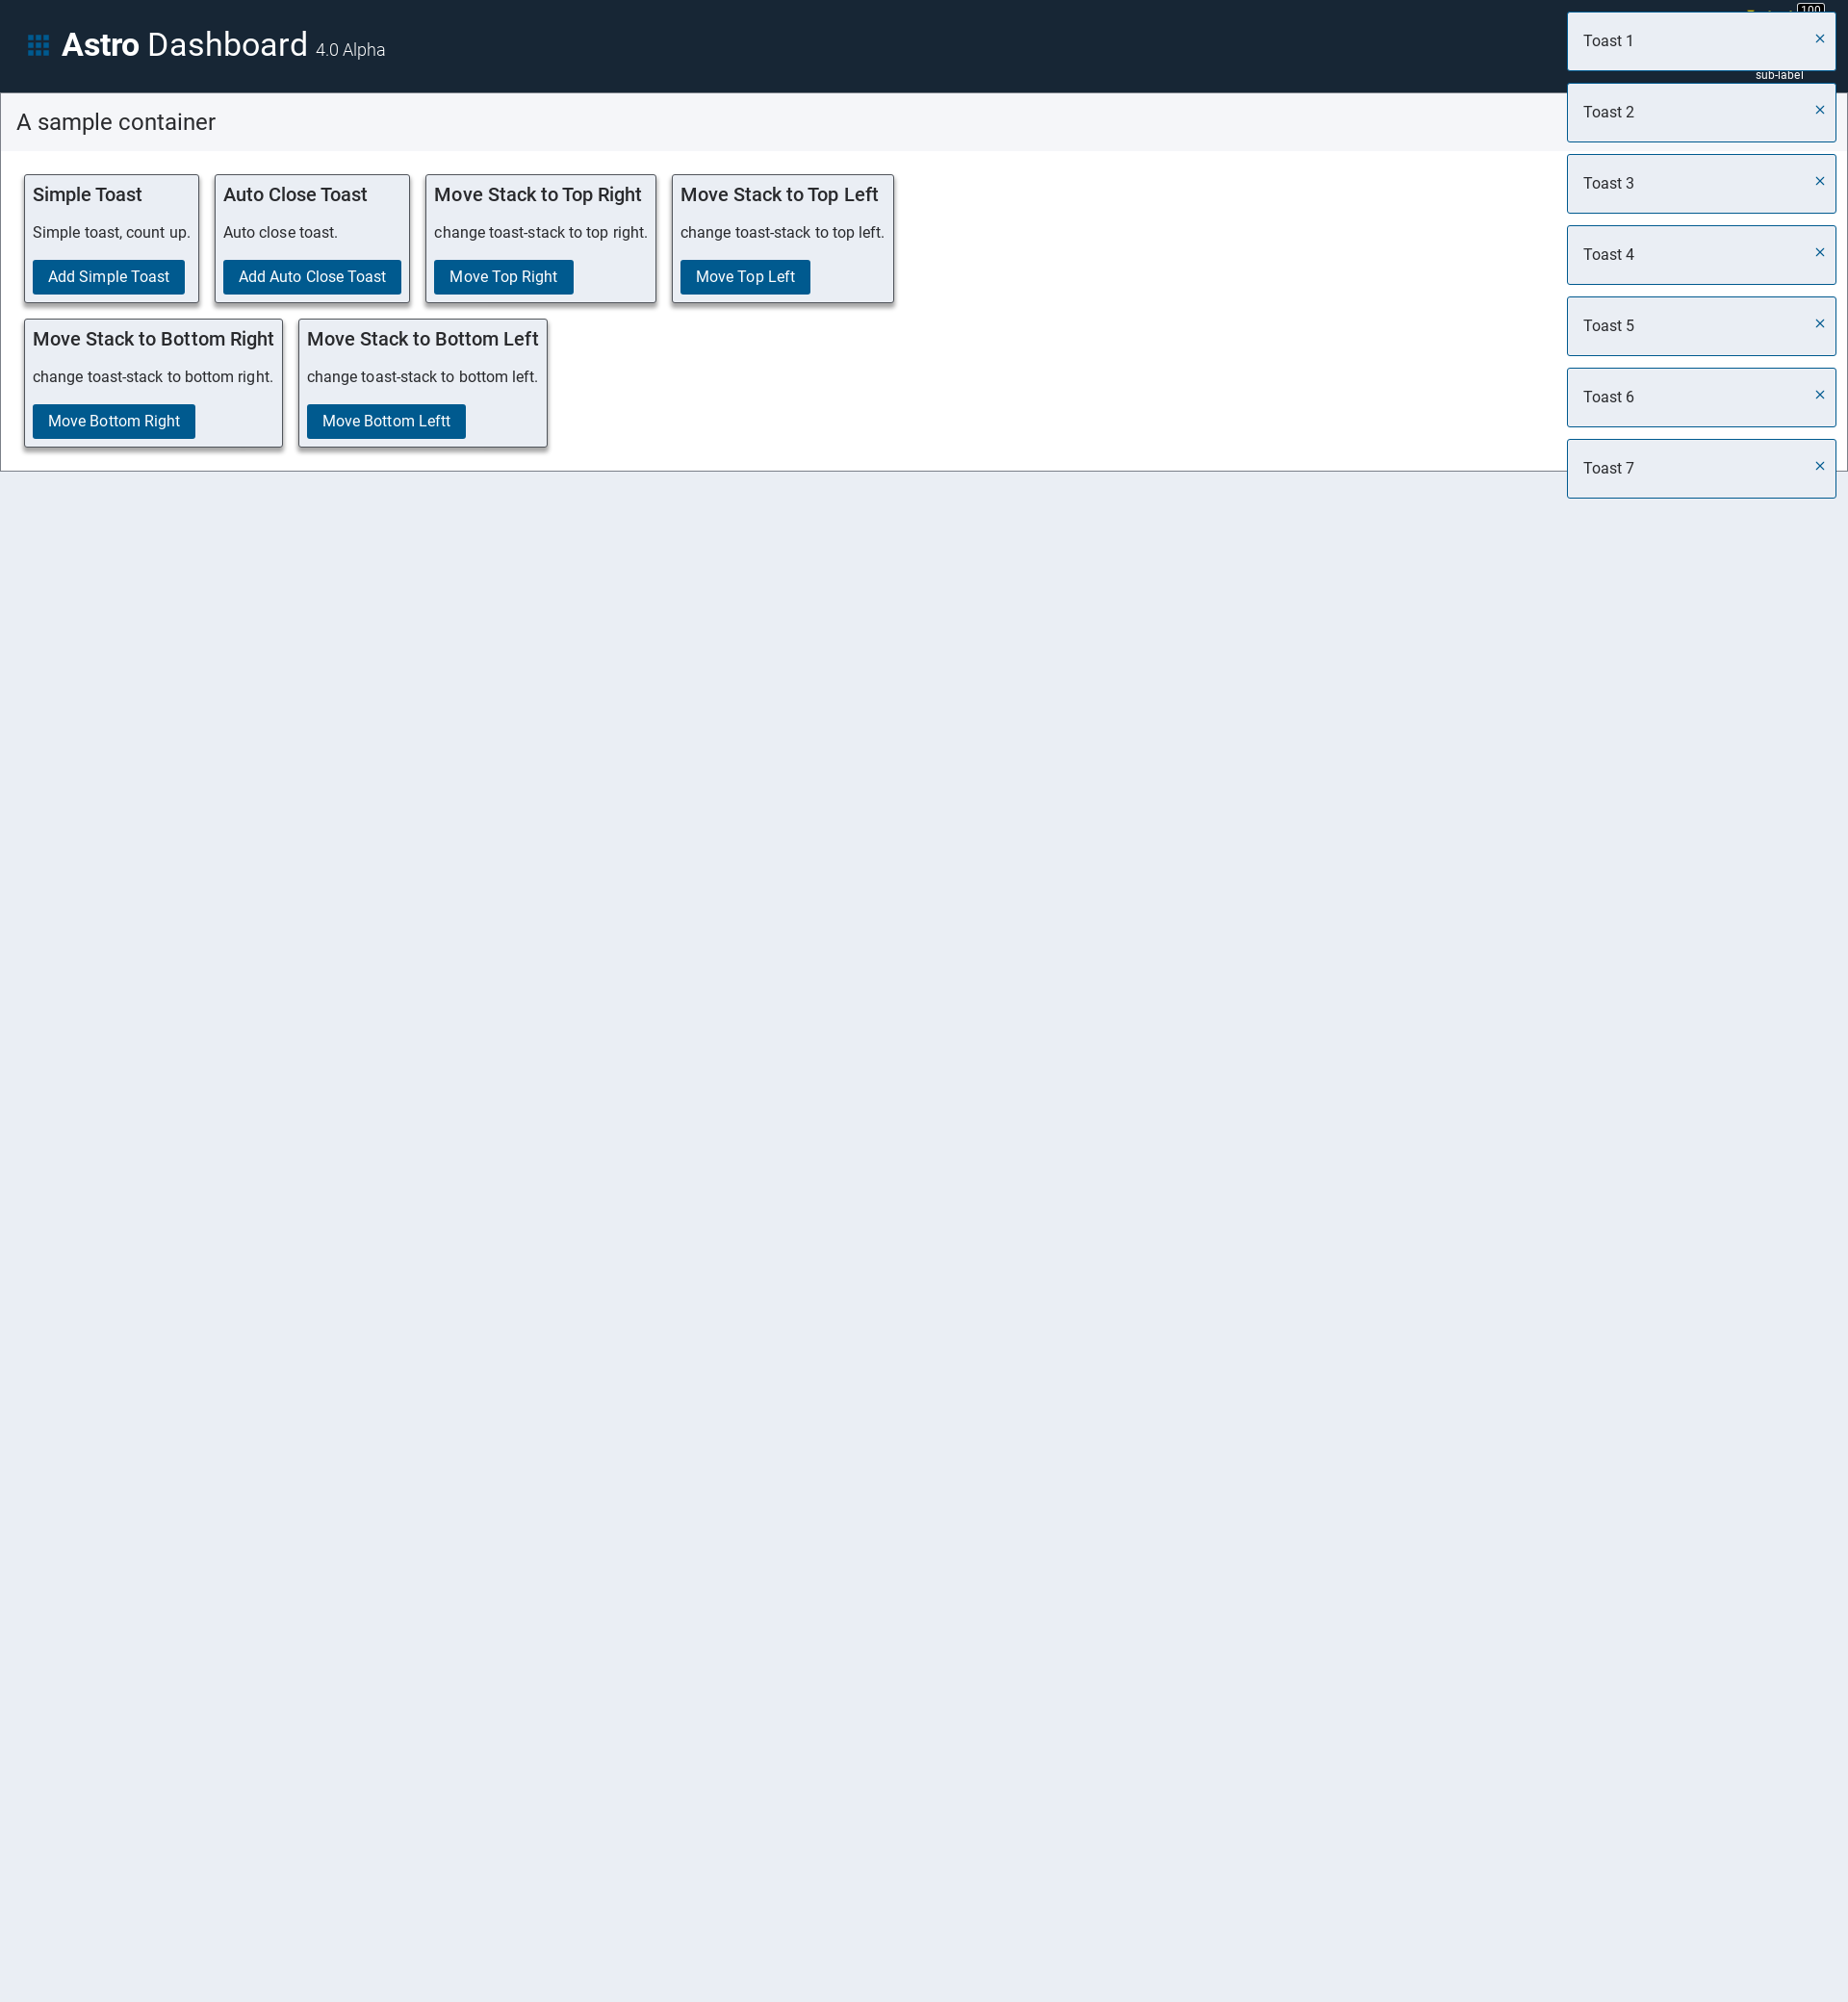 Astro Dashboard 4.0 Alpha
100
sub-label
A sample container
Simple Toast
Simple toast, count up.
Add Simple Toast
Auto Close Toast
Auto close toast.
Add Auto Close Toast
Move Stack to Top Right
change toast-stack to top right.
Move Top Right
Move Stack to Top Left
change toast-stack to top left.
Move Top Left
Move Stack to Bottom Right
change toast-stack to bottom right.
Move Bottom Right
Move Stack to Bottom Left
change toast-stack to bottom left.
Move Bottom Leftt
Toast 1
Toast 2
Toast 3
Toast 4
Toast 5
Toast 6
Toast 7